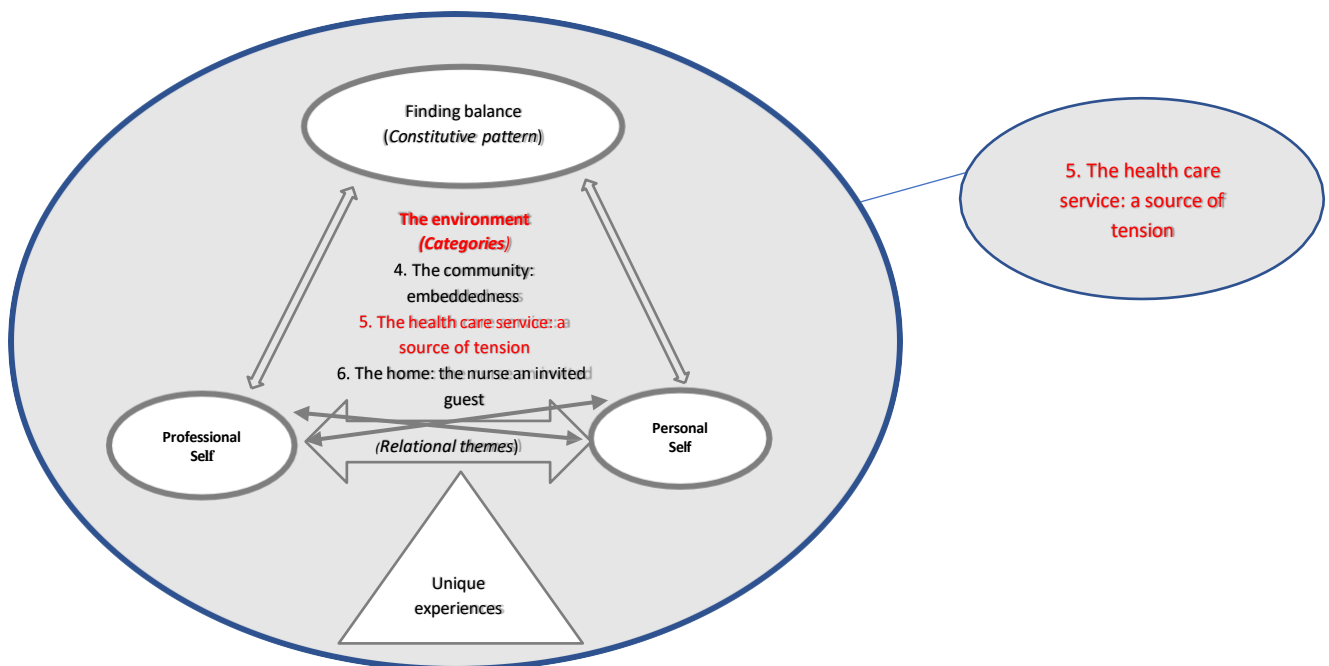 Finding balance
(Constitutive pattern)
The environment
(Categories)
4. The community:
embeddedness
5. The health care service: a
source of tension
6. The home: the nurse an invited
guest
Professional
Self
(Relational themes)
Personal
Self
Unique
experiences
5. The health care
service: a source of
tension